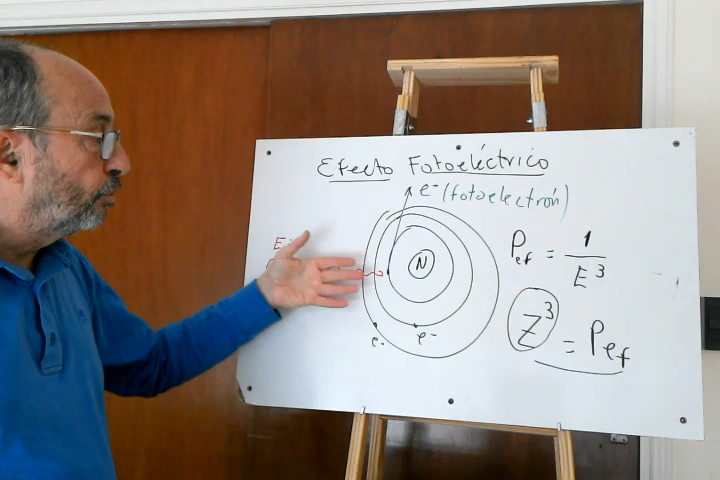 Efecto Fotoeléctrico
e- (fotoelectrón)
E=
N
Pef = 1 / E³
Z³ = Pef
e-
e-